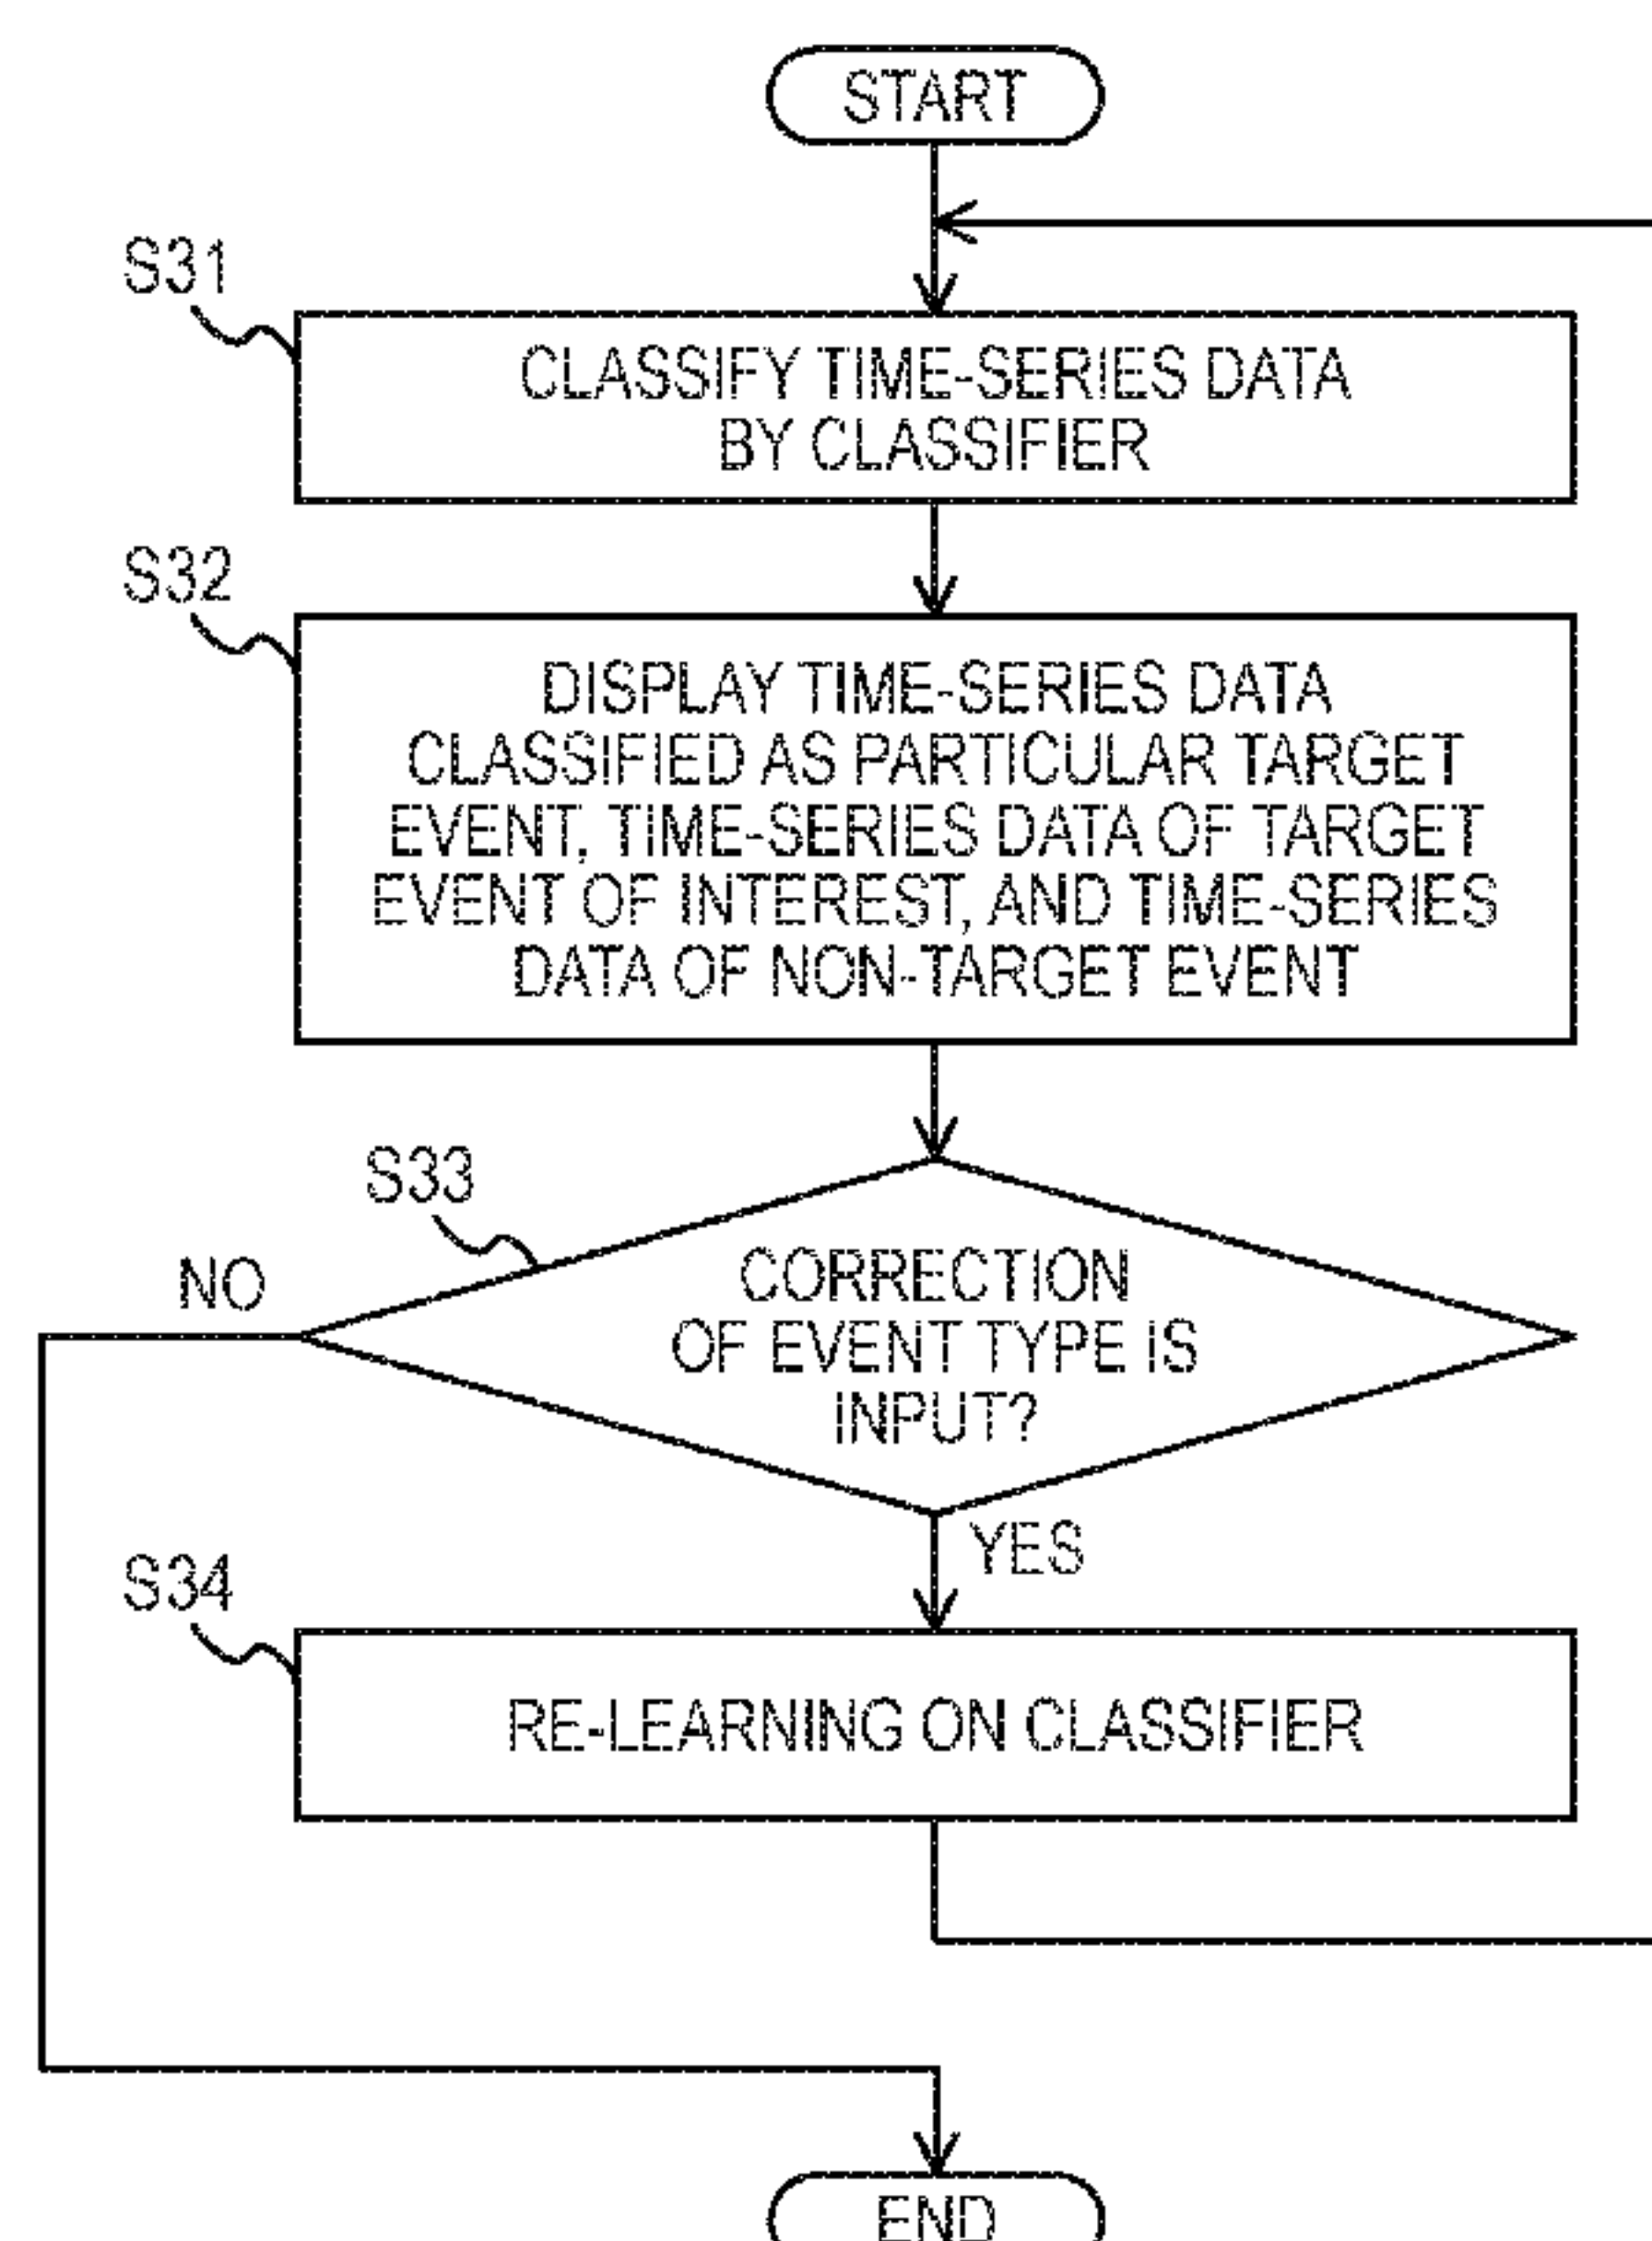 START
S31
CLASSIFY TIME-SERIES DATA
BY CLASSIFIER
S32
DISPLAY TIME-SERIES DATA
CLASSIFIED AS PARTICULAR TARGET
EVENT, TIME-SERIES DATA OF TARGET
EVENT OF INTEREST, AND TIME-SERIES
DATA OF NON-TARGET EVENT
S33
NO
CORRECTION
OF EVENT TYPE IS
INPUT?
YES
S34
RE-LEARNING ON CLASSIFIER
END